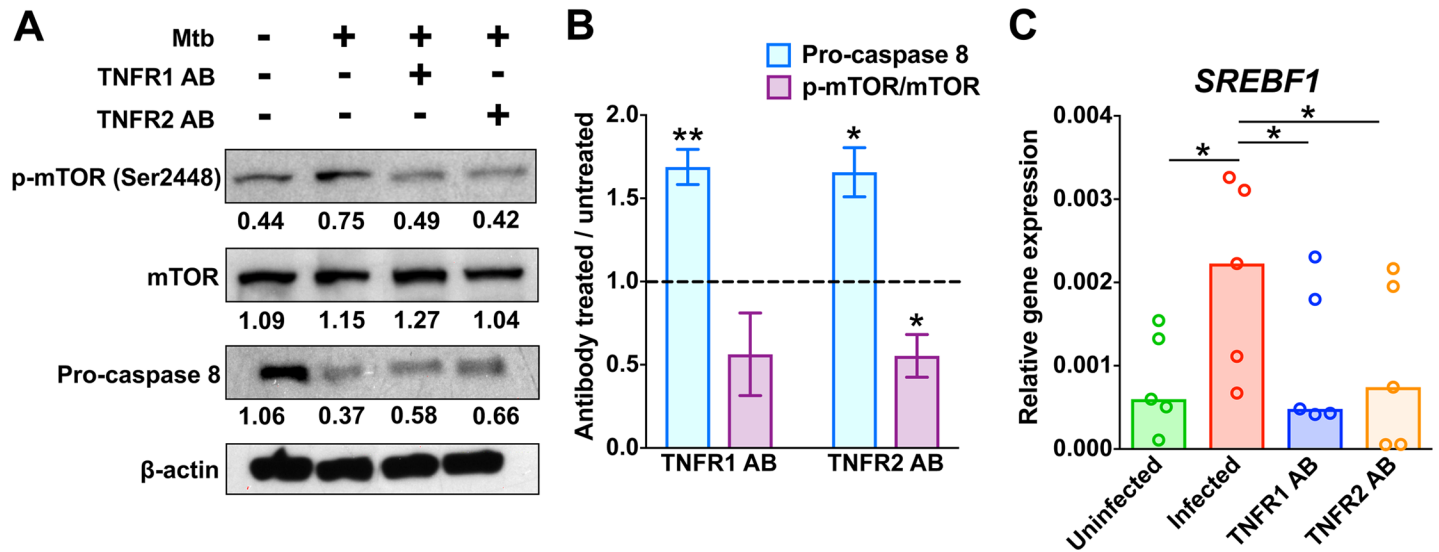 A
Mtb - + + +
TNFR1 AB - - + -
TNFR2 AB - - - +
p-mTOR (Ser2448)
0.44 0.75 0.49 0.42
mTOR
1.09 1.15 1.27 1.04
Pro-caspase 8
1.06 0.37 0.58 0.66
β-actin
B
Pro-caspase 8
p-mTOR/mTOR
Antibody treated / untreated
2.0
1.5
1.0
0.5
0.0
** *
*
TNFR1 AB TNFR2 AB
C
SREBF1
Relative gene expression
0.004
0.003
0.002
0.001
0.000
*
*
*
Uninfected
Infected
TNFR1 AB
TNFR2 AB